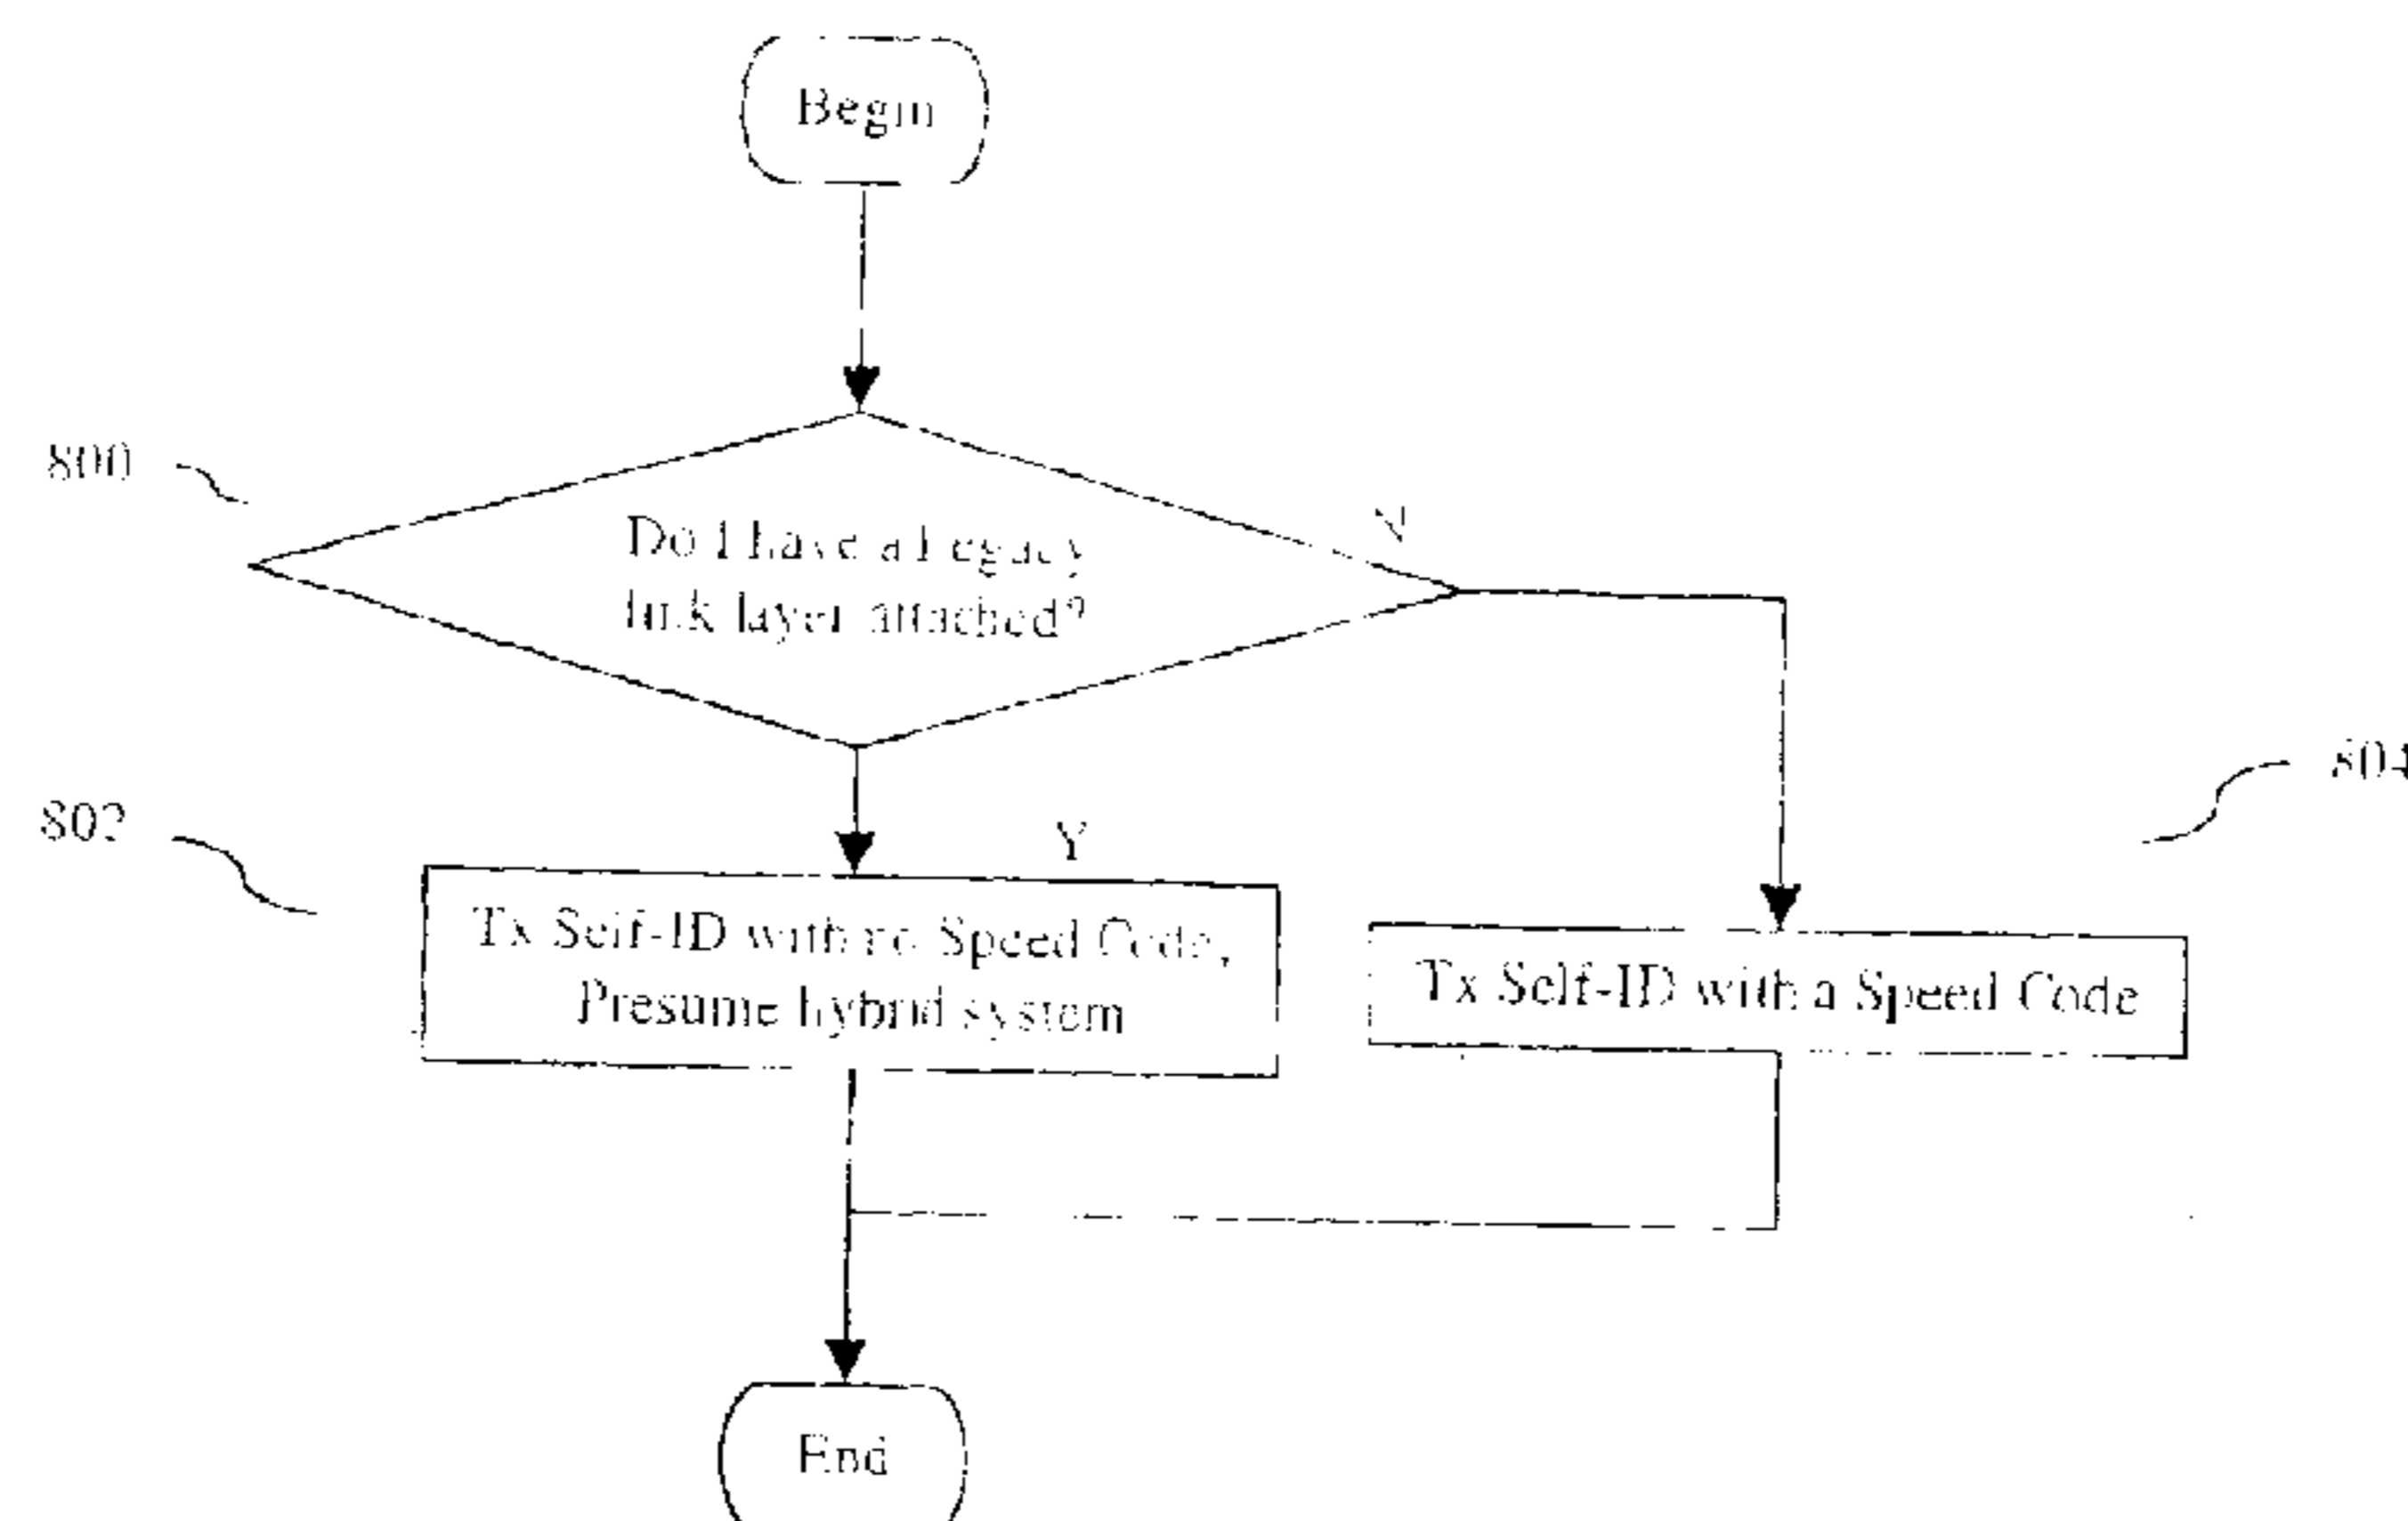 Begin
800
Do I have a Legacy
link layer attached?
N
804
802
Y
Tx Self-ID with no Speed Code,
Presume hybrid system
Tx Self-ID with a Speed Code
End